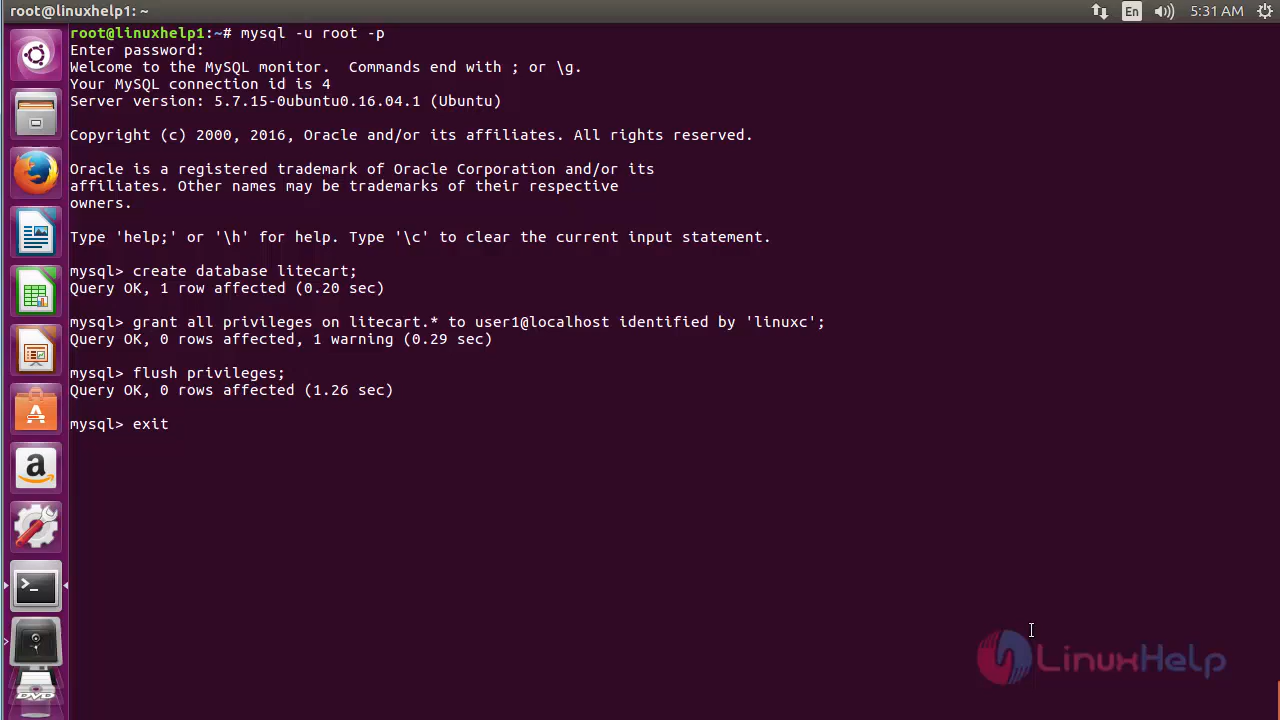 root@linuxhelp1: ~
En
5:31 AM
root@linuxhelp1:~# mysql -u root -p
Enter password:
Welcome to the MySQL monitor.  Commands end with ; or \g.
Your MySQL connection id is 4
Server version: 5.7.15-0ubuntu0.16.04.1 (Ubuntu)
Copyright (c) 2000, 2016, Oracle and/or its affiliates. All rights reserved.
Oracle is a registered trademark of Oracle Corporation and/or its
affiliates. Other names may be trademarks of their respective
owners.
Type 'help;' or '\h' for help. Type '\c' to clear the current input statement.
mysql> create database litecart;
Query OK, 1 row affected (0.20 sec)
mysql> grant all privileges on litecart.* to user1@localhost identified by 'linuxc';
Query OK, 0 rows affected, 1 warning (0.29 sec)
mysql> flush privileges;
Query OK, 0 rows affected (1.26 sec)
mysql> exit
a
>_
DVD
LinuxHelp